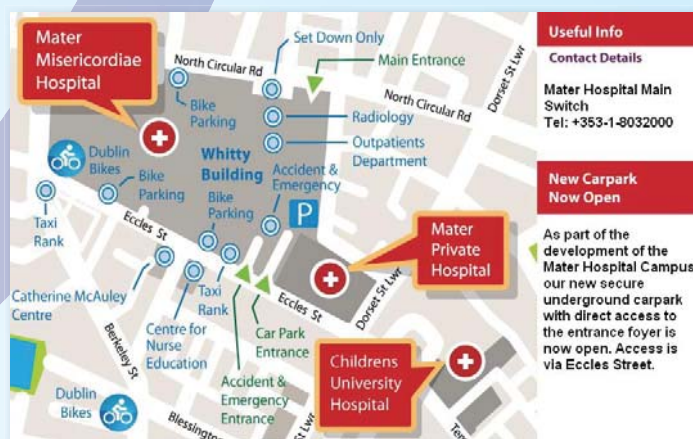 Mater
Misericordiae
Hospital
North Circular Rd
Set Down Only
Main Entrance
Dorset St Lwr
North Circular Rd
Bike
Parking
Radiology
Outpatients
Department
Whitty
Building
Dublin
Bikes
Bike
Parking
Accident &
Emergency
Bike
Parking
P
Taxi
Rank
Eccles St
Mater
Private
Hospital
Catherine McAuley
Centre
Centre for
Nurse
Education
Taxi
Rank
Eccles St
Dorset St Lwr
Car Park
Entrance
Berkeley St
Accident &
Emergency
Entrance
Childrens
University
Hospital
Dublin
Bikes
Blessington
Useful Info
Contact Details
Mater Hospital Main
Switch
Tel: +353-1-8032000
New Carpark
Now Open
As part of the
development of the
Mater Hospital Campus
our new secure
underground carpark
with direct access to
the entrance foyer is
now open. Access is
via Eccles Street.